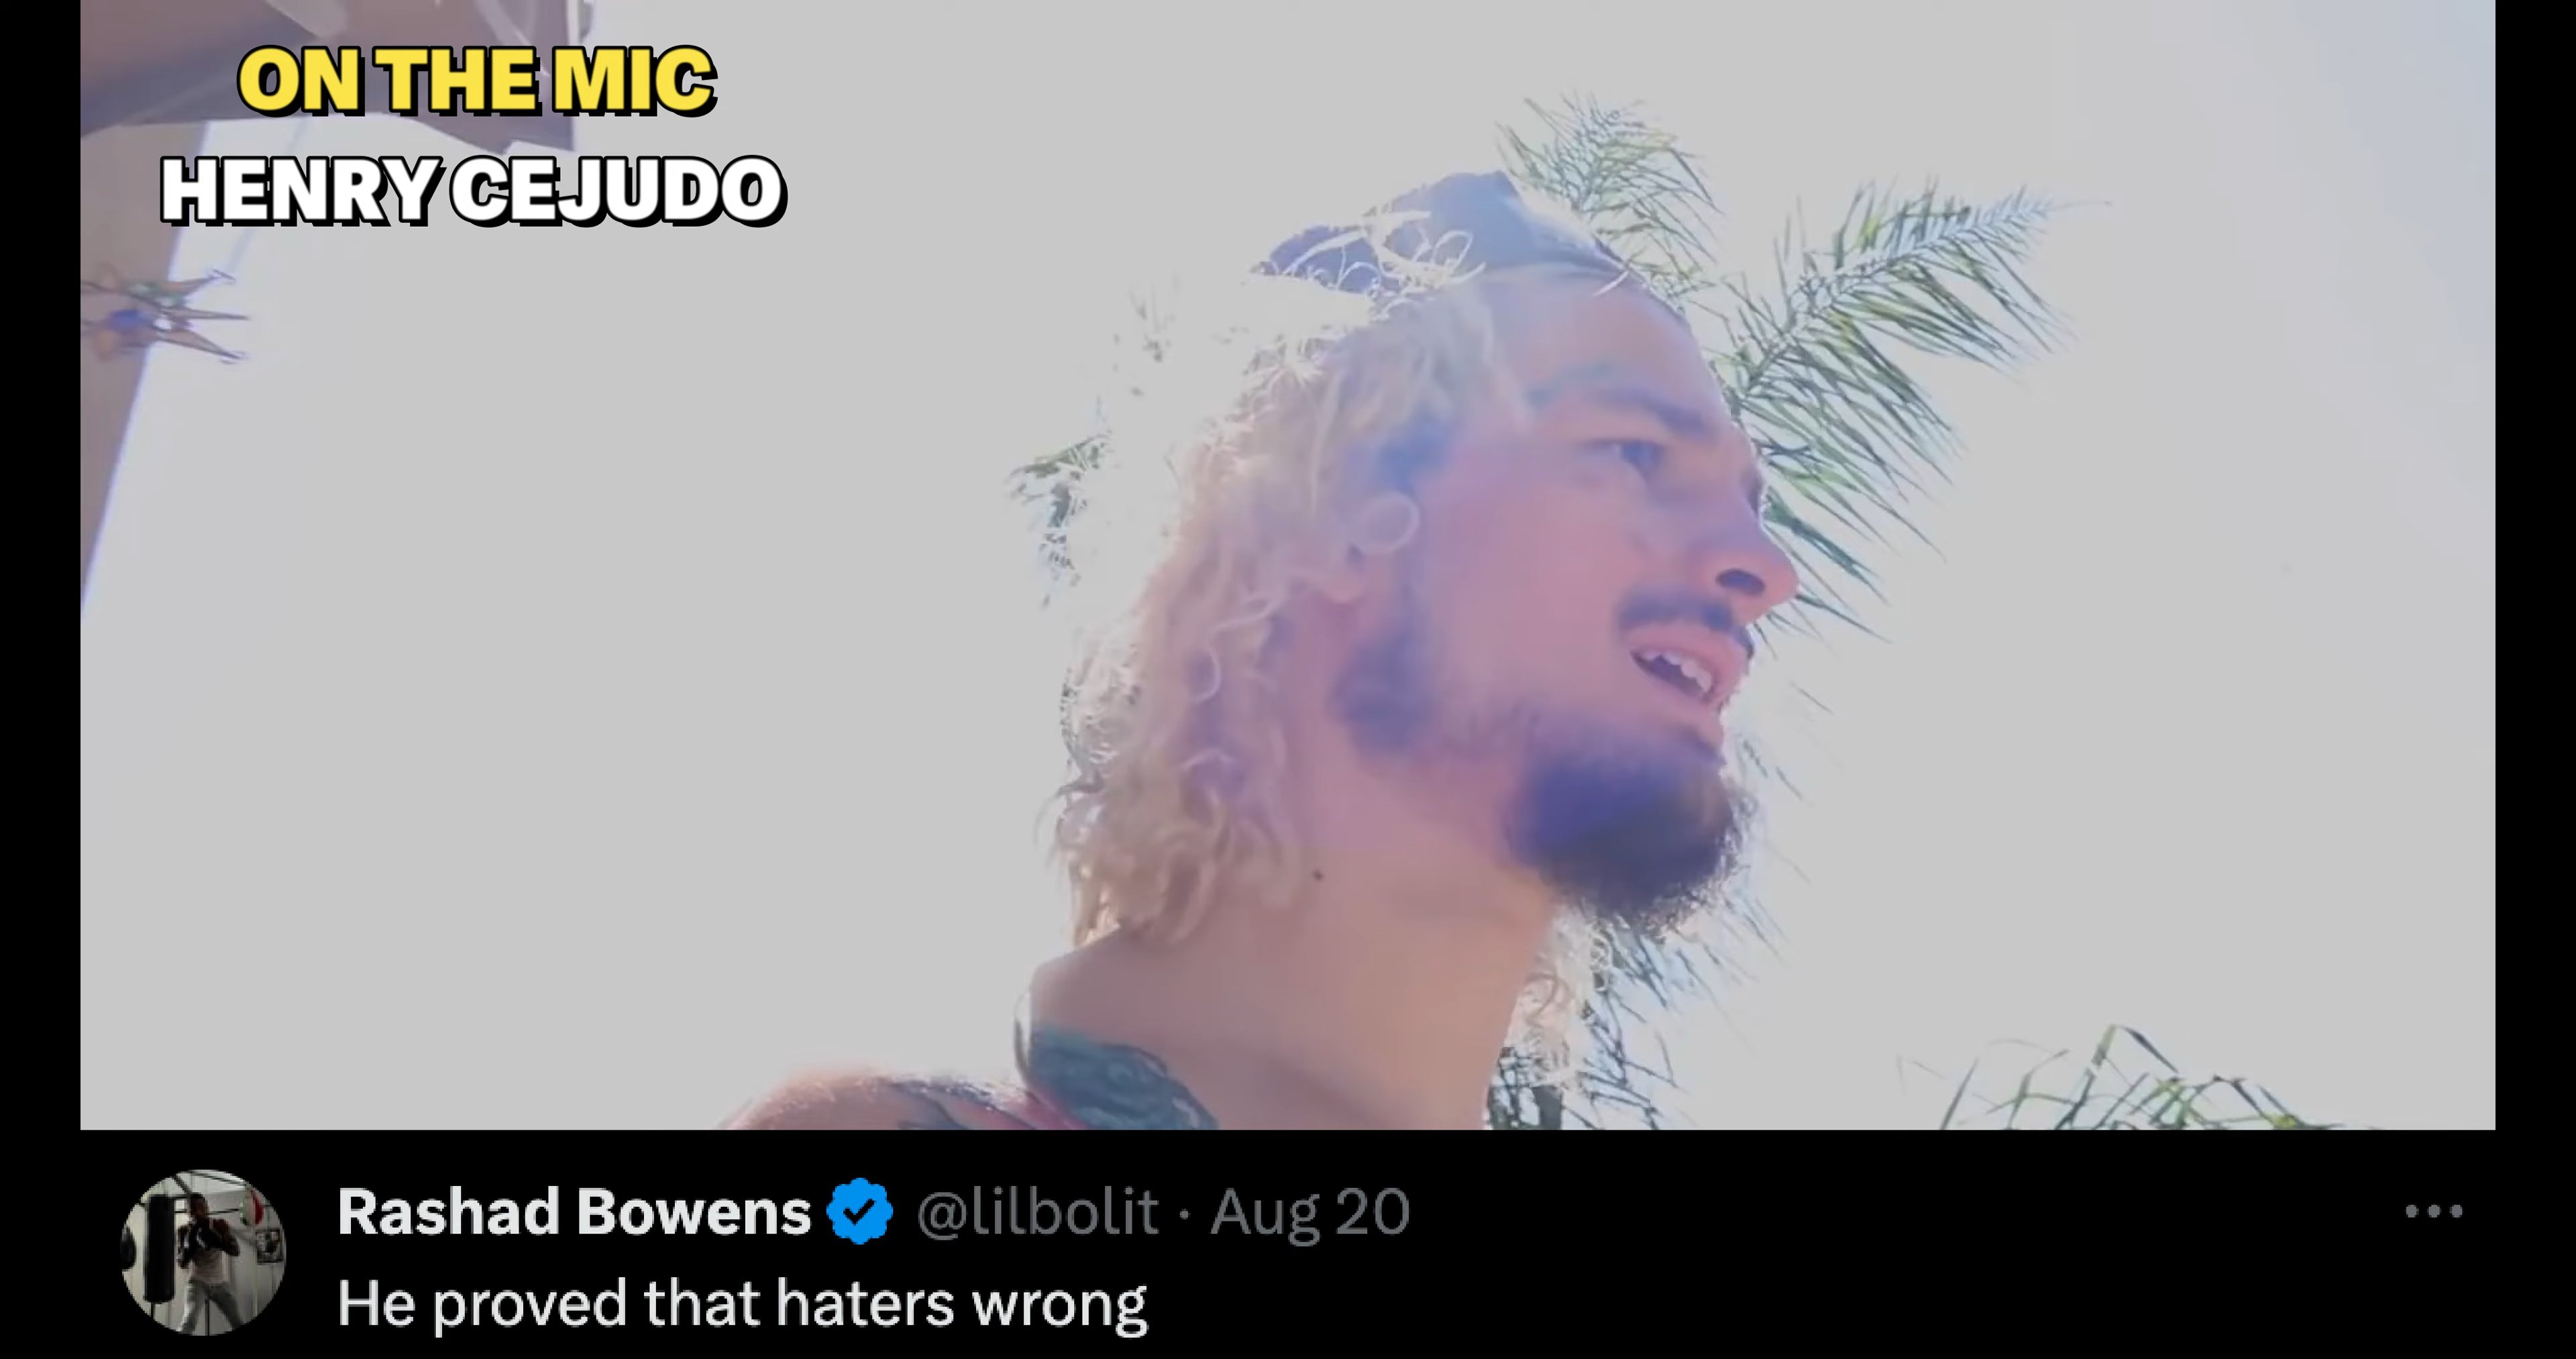 ON THE MIC
HENRY CEJUDO
Rashad Bowens @lilbolit · Aug 20
He proved that haters wrong